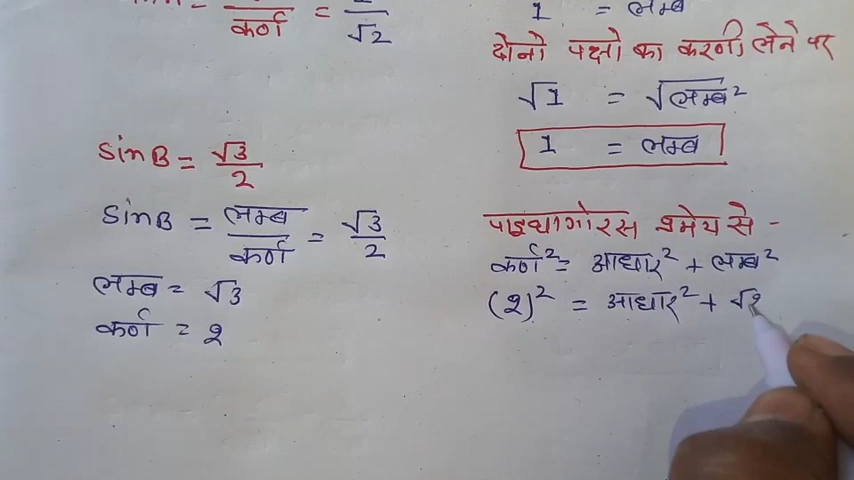 कर्ण = √2
1 = लम्ब
दोनो पक्षो का करणी लेने पर
√1 = √लम्ब²
1 = लम्ब
sinB = √3/2
sinB = लम्ब/कर्ण = √3/2
लम्ब = √3
कर्ण = 2
पाइथागोरस प्रमेय से -
कर्ण² = आधार² + लम्ब²
(2)² = आधार² + √